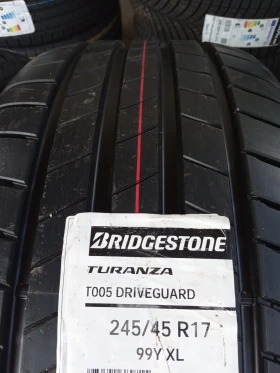 BRIDGESTONE
TURANZA
T005 DRIVEGUARD
245/45 R17
99Y XL